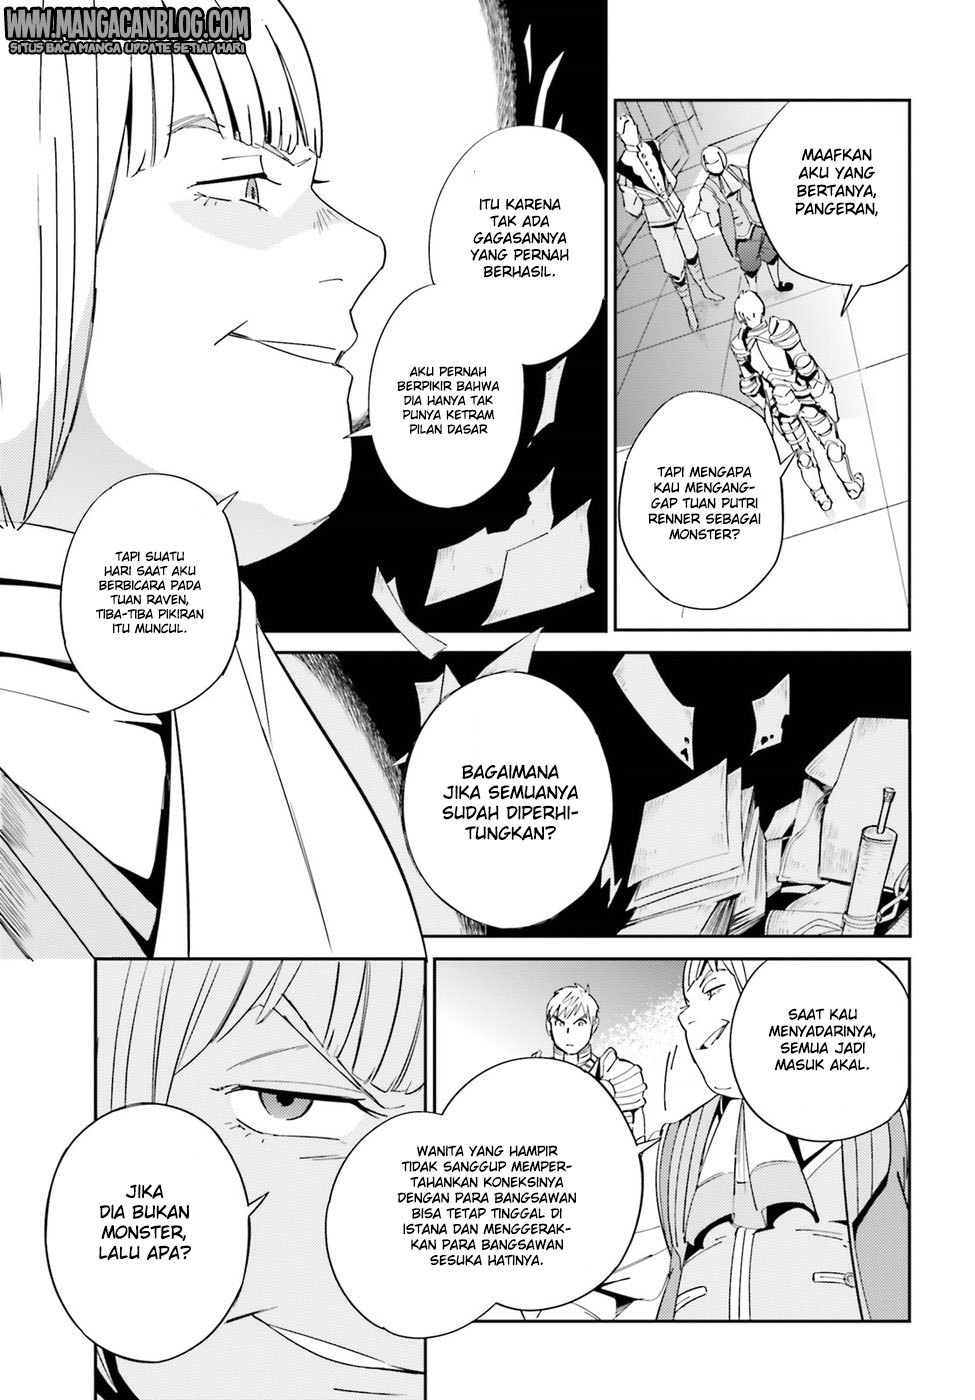 WWW.MANGACANBLOG.COM
SITUS BACA MANGA UPDATE SETIAP HARI
MAAFKAN
AKU YANG
BERTANYA,
PANGERAN,
TAPI MENGAPA
KAU MENGANG-
GAP TUAN PUTRI
RENNER SEBAGAI
MONSTER?
ITU KARENA
TAK ADA
GAGASANNYA
YANG PERNAH
BERHASIL.
AKU PERNAH
BERPIKIR BAHWA
DIA HANYA TAK
PUNYA KETRAM
PILAN DASAR
TAPI SUATU
HARI SAAT AKU
BERBICARA PADA
TUAN RAVEN,
TIBA-TIBA PIKIRAN
ITU MUNCUL.
BAGAIMANA
JIKA SEMUANYA
SUDAH DIPERHI-
TUNGKAN?
SAAT KAU
MENYADARINYA,
SEMUA JADI
MASUK AKAL.
WANITA YANG HAMPIR
TIDAK SANGGUP MEMPER-
TAHANKAN KONEKSINYA
DENGAN PARA BANGSAWAN
BISA TETAP TINGGAL DI
ISTANA DAN MENGGERAK-
KAN PARA BANGSAWAN
SESUKA HATINYA.
JIKA
DIA BUKAN
MONSTER,
LALU APA?